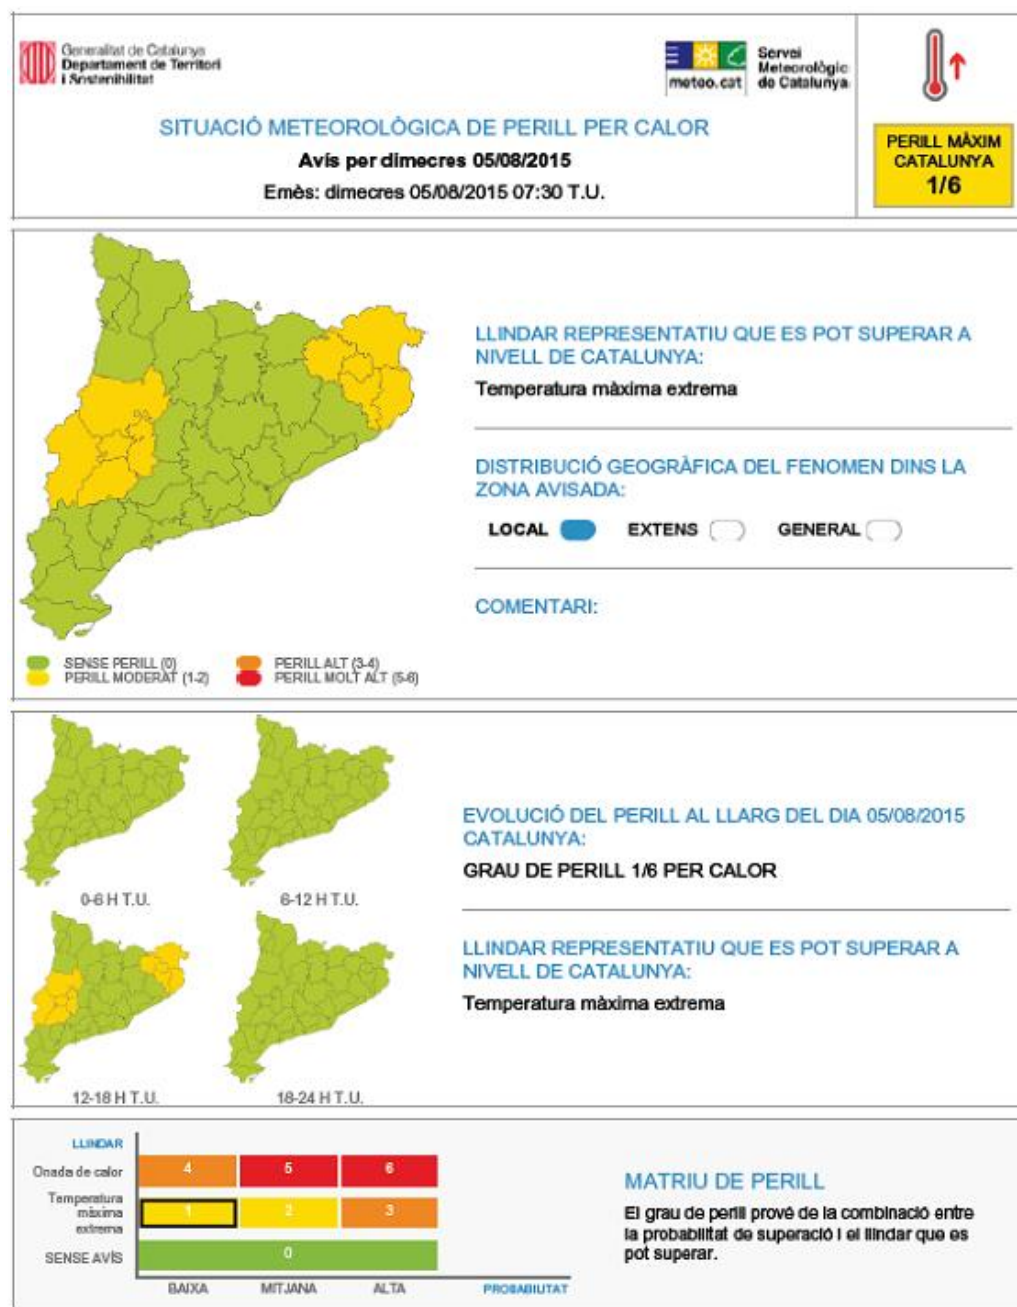 Generalitat de Catalunya
Departament de Territori
i Sostenibilitat
meteo.cat
Servei
Meteorològic
de Catalunya
SITUACIÓ METEOROLÒGICA DE PERILL PER CALOR
Avís per dimecres 05/08/2015
Emès: dimecres 05/08/2015 07:30 T.U.
PERILL MÀXIM
CATALUNYA
1/6
LLINDAR REPRESENTATIU QUE ES POT SUPERAR A
NIVELL DE CATALUNYA:
Temperatura màxima extrema
DISTRIBUCIÓ GEOGRÀFICA DEL FENOMEN DINS LA
ZONA AVISADA:
LOCAL EXTENS GENERAL
COMENTARI:
SENSE PERILL (0)
PERILL MODERAT (1-2)
PERILL ALT (3-4)
PERILL MOLT ALT (5-6)
0-6 H T.U.
6-12 H T.U.
12-18 H T.U.
18-24 H T.U.
EVOLUCIÓ DEL PERILL AL LLARG DEL DIA 05/08/2015
CATALUNYA:
GRAU DE PERILL 1/6 PER CALOR
LLINDAR REPRESENTATIU QUE ES POT SUPERAR A
NIVELL DE CATALUNYA:
Temperatura màxima extrema
LLINDAR
Onada de calor 4 5 6
Temperatura
màxima
extrema
1 2 3
SENSE AVÍS 0
BAIXA MITJANA ALTA PROBABILITAT
MATRIU DE PERILL
El grau de perill prové de la combinació entre
la probabilitat de superació i el llindar que es
pot superar.